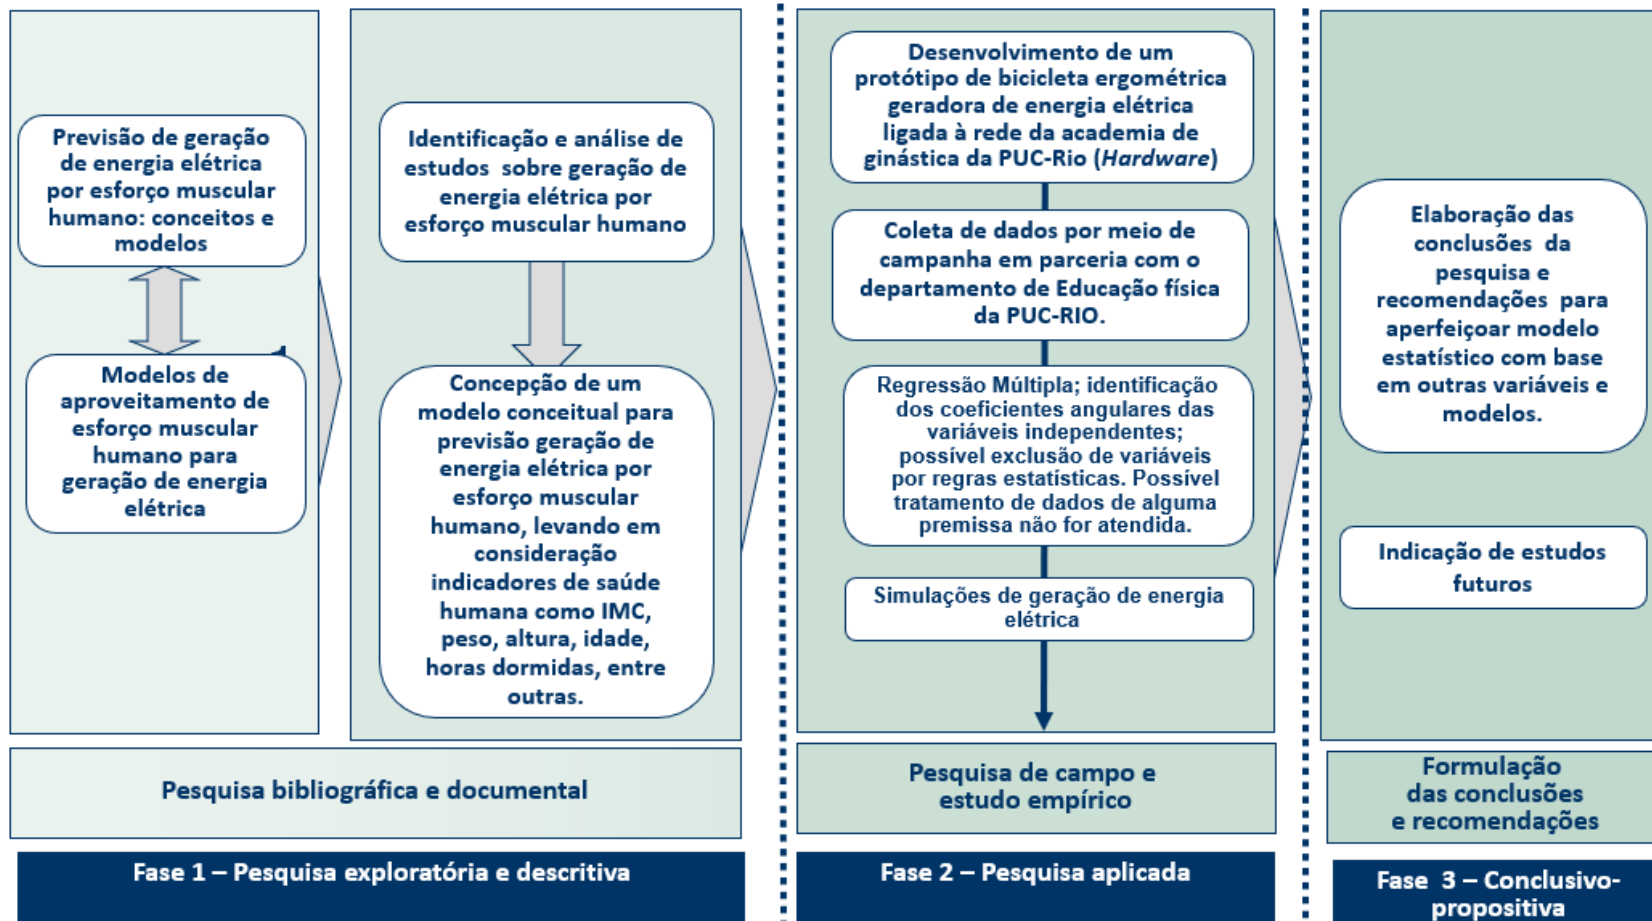 Previsão de geração
de energia elétrica
por esforço muscular
humano: conceitos e
modelos
Modelos de
aproveitamento de
esforço muscular
humano para
geração de energia
elétrica
Identificação e análise de
estudos sobre geração de
energia elétrica por
esforço muscular humano
Concepção de um
modelo conceitual para
previsão geração de
energia elétrica por
esforço muscular
humano, levando em
consideração
indicadores de saúde
humana como IMC,
peso, altura, idade,
horas dormidas, entre
outras.
Pesquisa bibliográfica e documental
Fase 1 – Pesquisa exploratória e descritiva
Desenvolvimento de um
protótipo de bicicleta ergométrica
geradora de energia elétrica
ligada à rede da academia de
ginástica da PUC-Rio (Hardware)
Coleta de dados por meio de
campanha em parceria com o
departamento de Educação física
da PUC-RIO.
Regressão Múltipla; identificação
dos coeficientes angulares das
variáveis independentes;
possível exclusão de variáveis
por regras estatísticas. Possível
tratamento de dados de alguma
premissa não for atendida.
Simulações de geração de energia
elétrica
Pesquisa de campo e
estudo empírico
Fase 2 – Pesquisa aplicada
Elaboração das
conclusões da
pesquisa e
recomendações para
aperfeiçoar modelo
estatístico com base
em outras variáveis e
modelos.
Indicação de estudos
futuros
Formulação
das conclusões
e recomendações
Fase 3 – Conclusivo-
propositiva